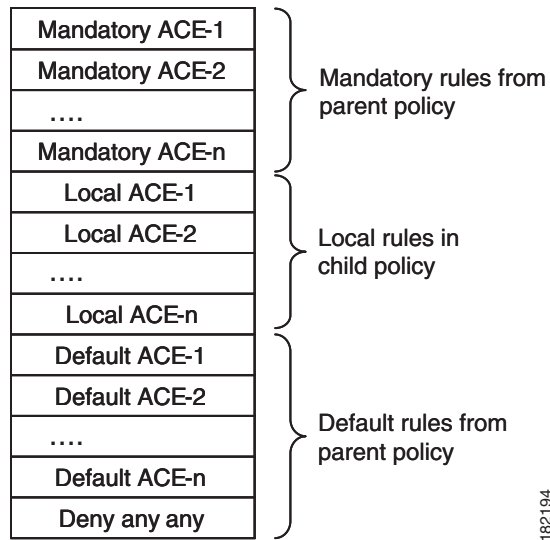 Mandatory ACE-1
Mandatory ACE-2
....
Mandatory ACE-n
Mandatory rules from
parent policy
Local ACE-1
Local ACE-2
....
Local ACE-n
Local rules in
child policy
Default ACE-1
Default ACE-2
....
Default ACE-n
Deny any any
Default rules from
parent policy
182194